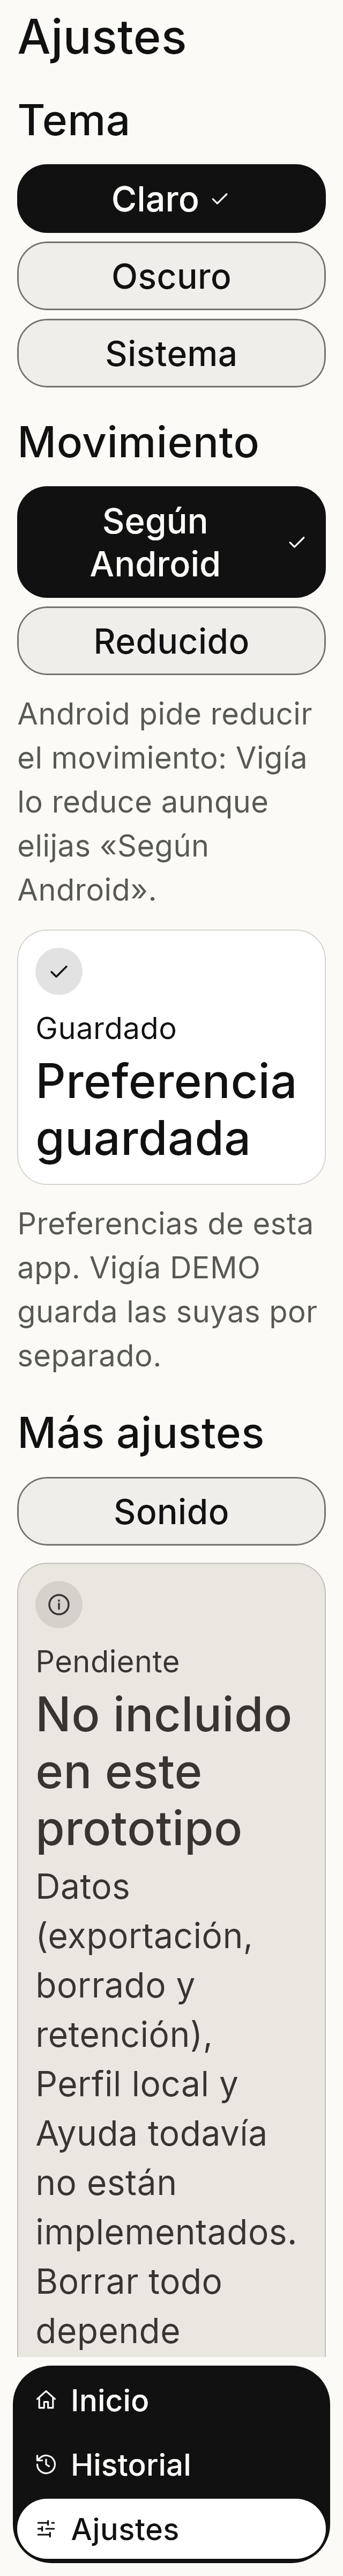 Ajustes
Tema
Claro
Oscuro
Sistema
Movimiento
Según
Android
Reducido
Android pide reducir
el movimiento: Vigía
lo reduce aunque
elijas «Según
Android».
Guardado
Preferencia
guardada
Preferencias de esta
app. Vigía DEMO
guarda las suyas por
separado.
Más ajustes
Sonido
Pendiente
No incluido
en este
prototipo
Datos
(exportación,
borrado y
retención),
Perfil local y
Ayuda todavía
no están
implementados.
Borrar todo
depende
Inicio
Historial
Ajustes